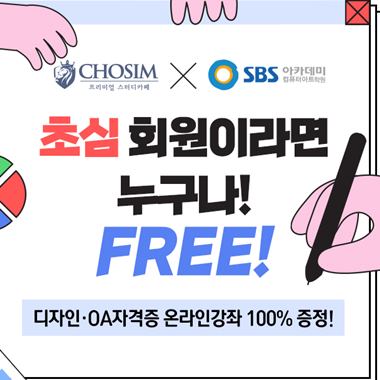 CHOSIM
프리미엄 스터디카페
SBS 아카데미
컴퓨터아트학원
초심 회원이라면
누구나!
FREE!
디자인·OA자격증 온라인강좌 100% 증정!